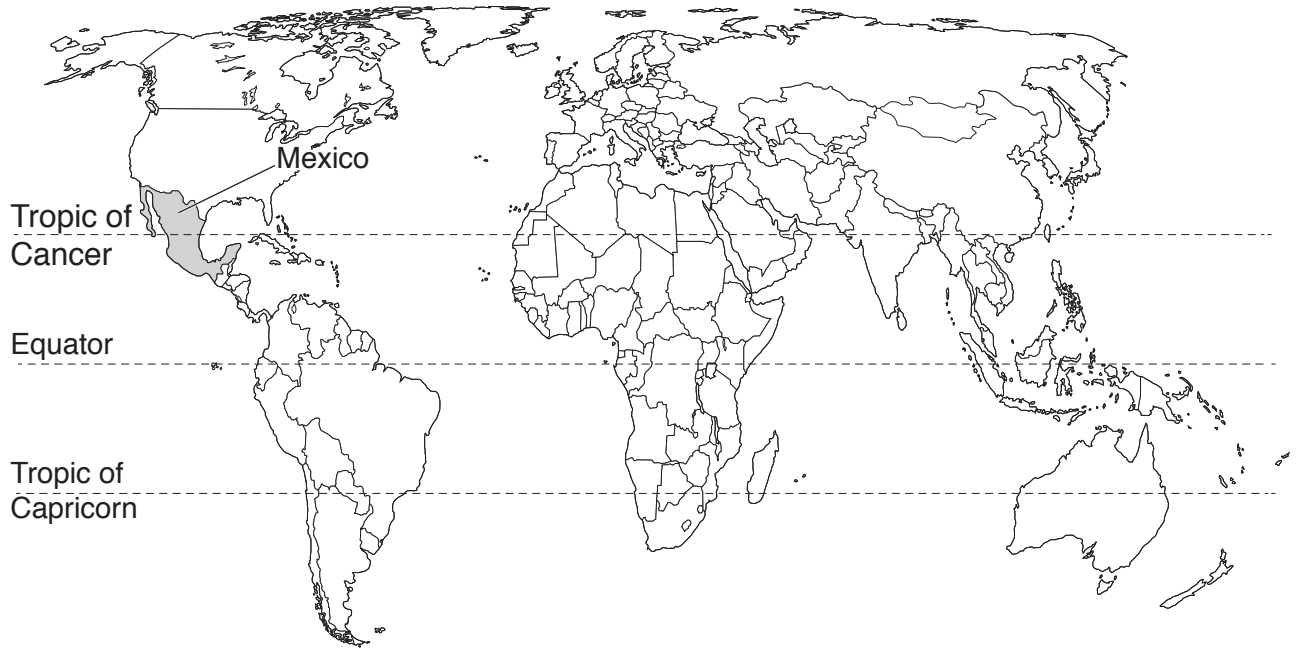 Mexico
Tropic of
Cancer
Equator
Tropic of
Capricorn